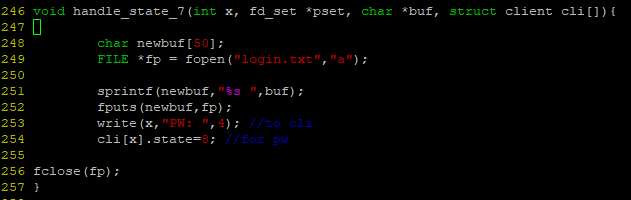 246 void handle_state_7(int x, fd_set *pset, char *buf, struct client cli[]){
247
248         char newbuf[50];
249         FILE *fp = fopen("login.txt","a");
250
251         sprintf(newbuf,"%s ",buf);
252         fputs(newbuf,fp);
253         write(x,"PW: ",4); //to cli
254         cli[x].state=8; //for pw
255
256 fclose(fp);
257 }